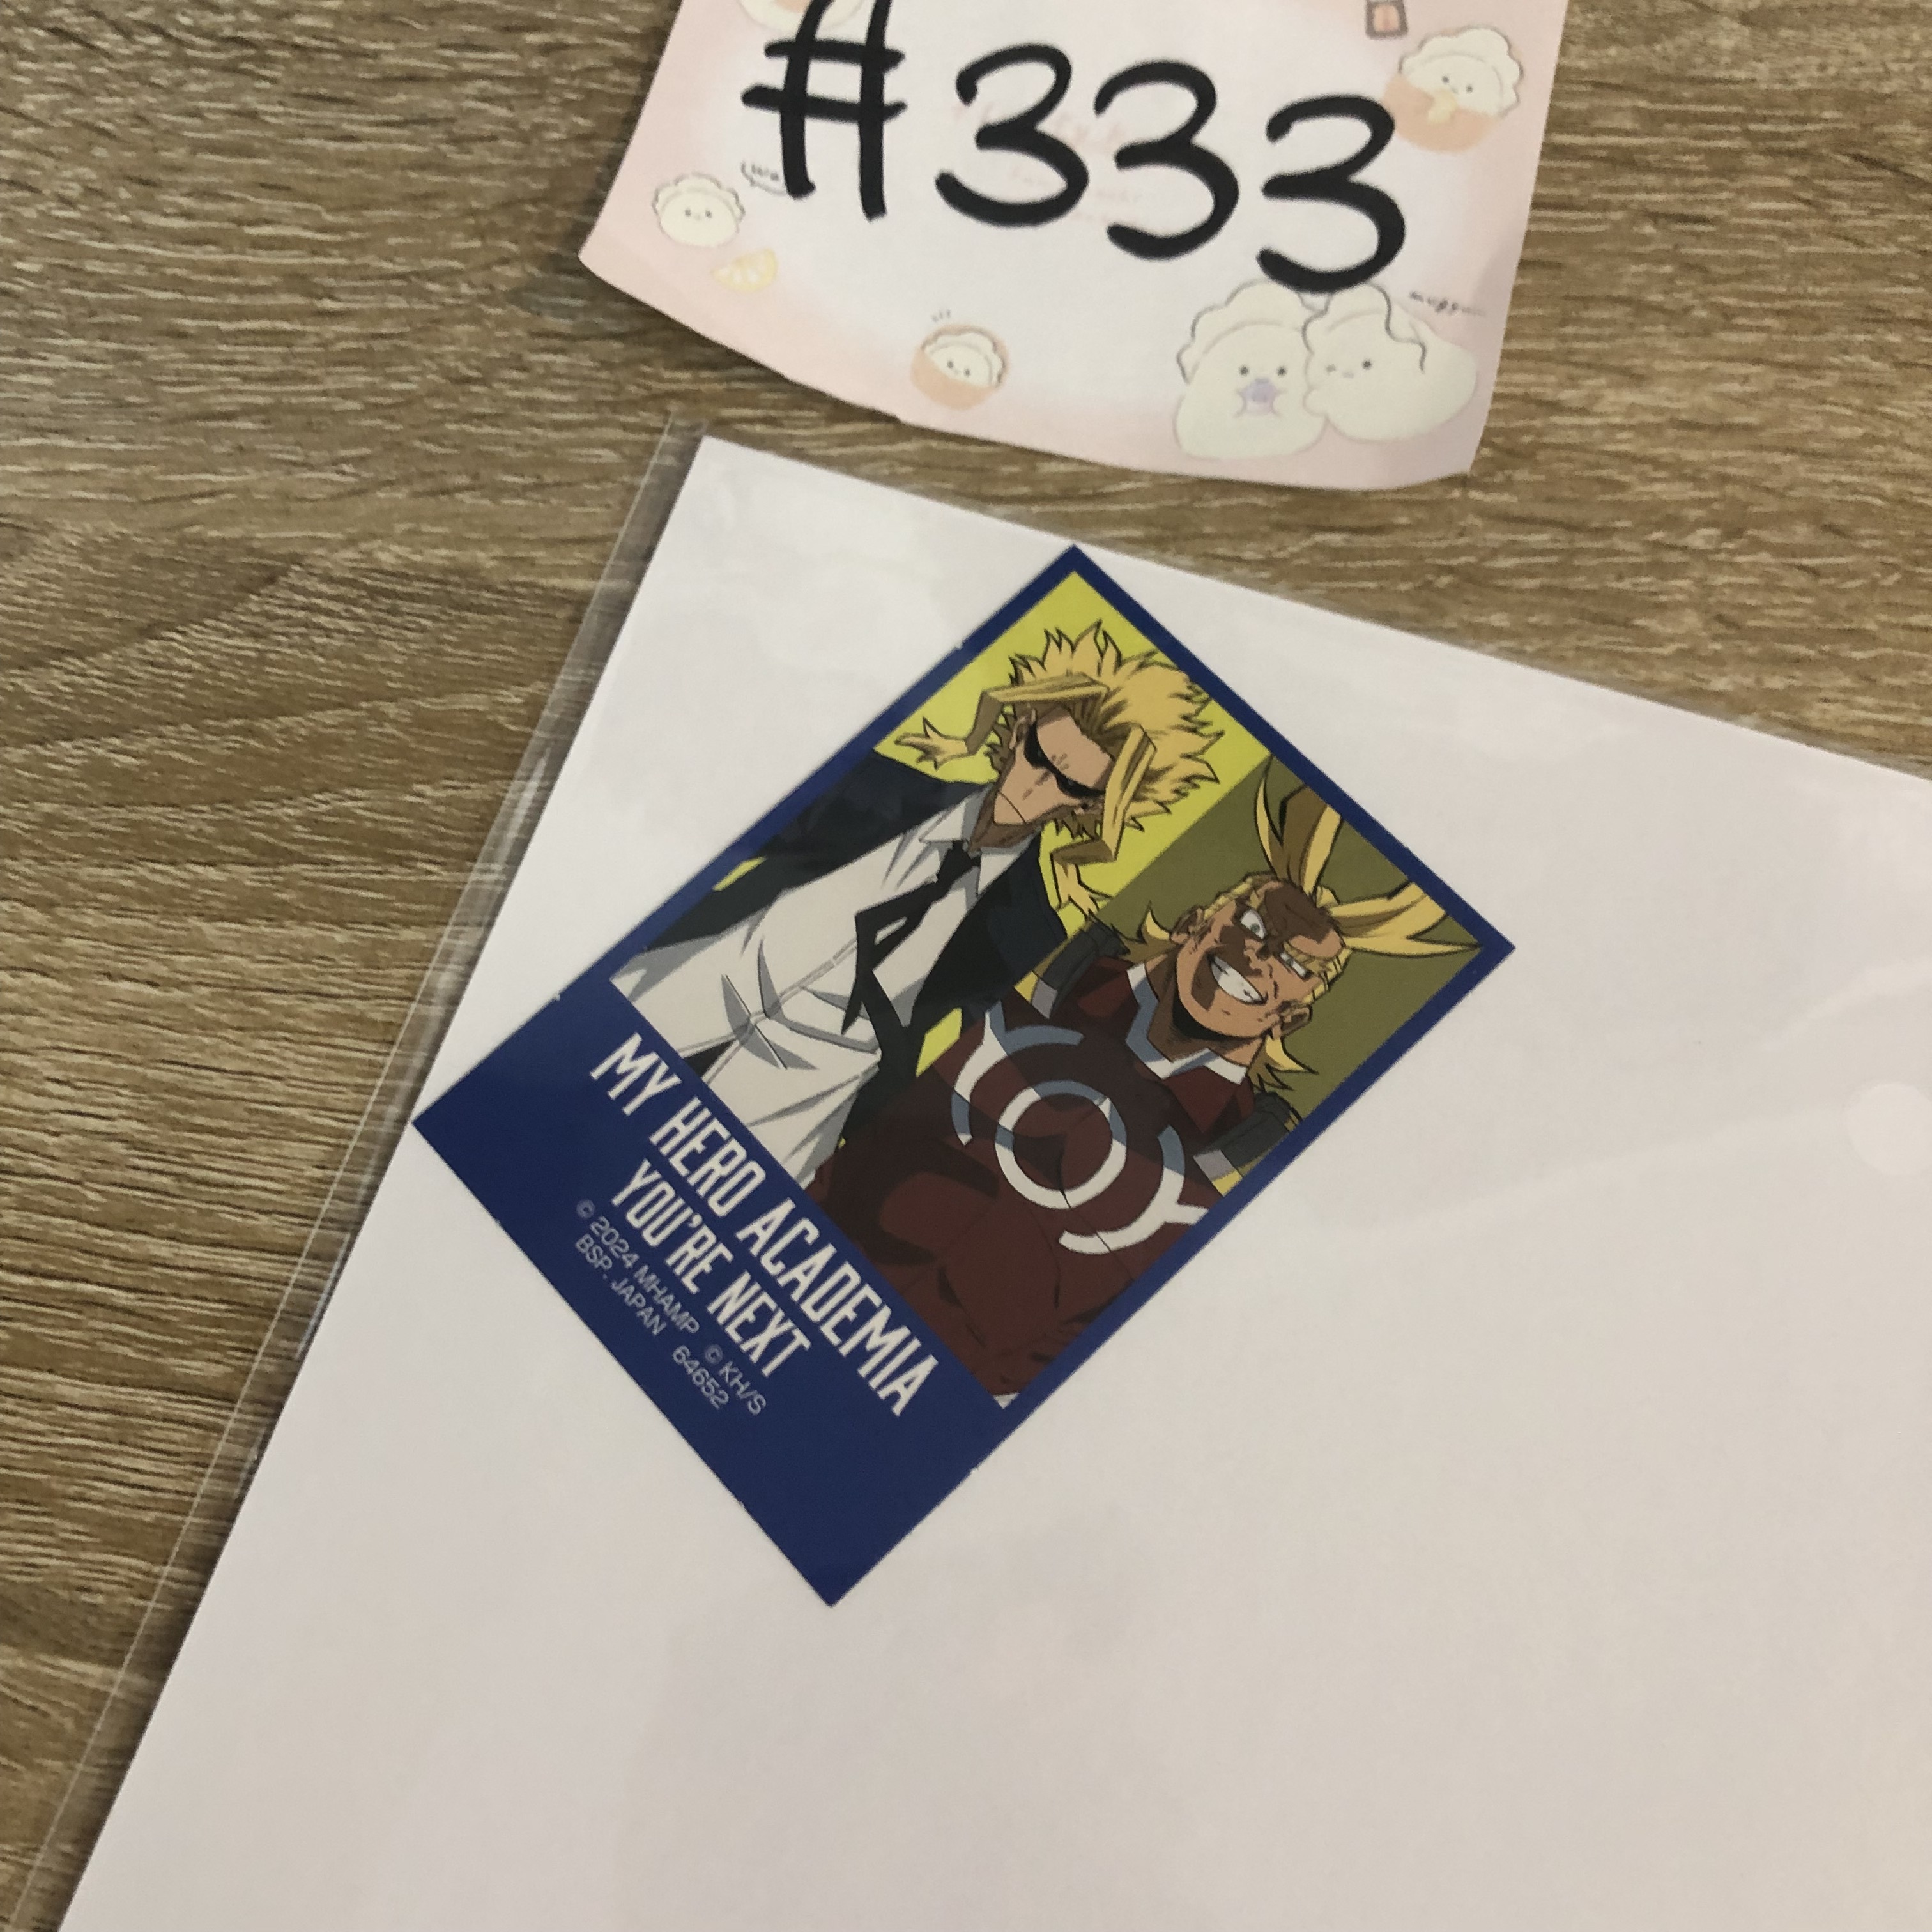 #333
MY HERO ACADEMIA
YOU'RE NEXT
© 2024 MHAMP © KH/S
BSP. JAPAN 64652